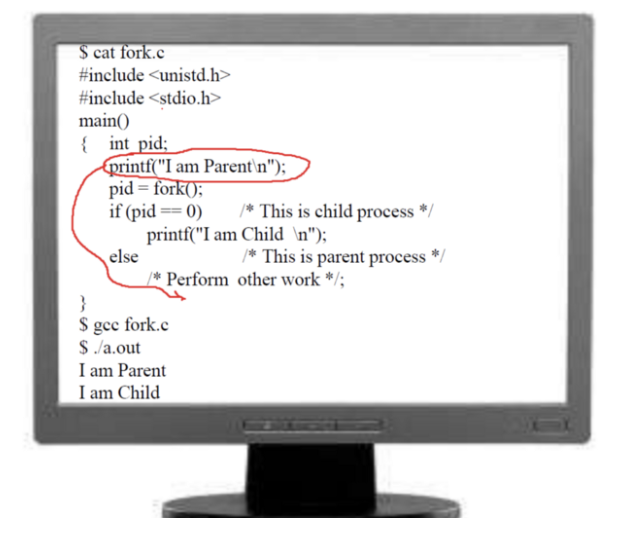 $ cat fork.c
#include <unistd.h>
#include <stdio.h>
main()
{ int pid;
printf("I am Parent\n");
pid = fork();
if (pid == 0) /* This is child process */
printf("I am Child \n");
else /* This is parent process */
/* Perform other work */;
}
$ gcc fork.c
$ ./a.out
I am Parent
I am Child